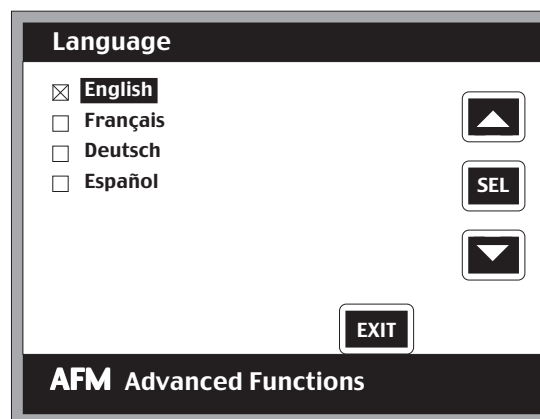 Language
English
Français
Deutsch
Español
SEL
EXIT
AFM Advanced Functions